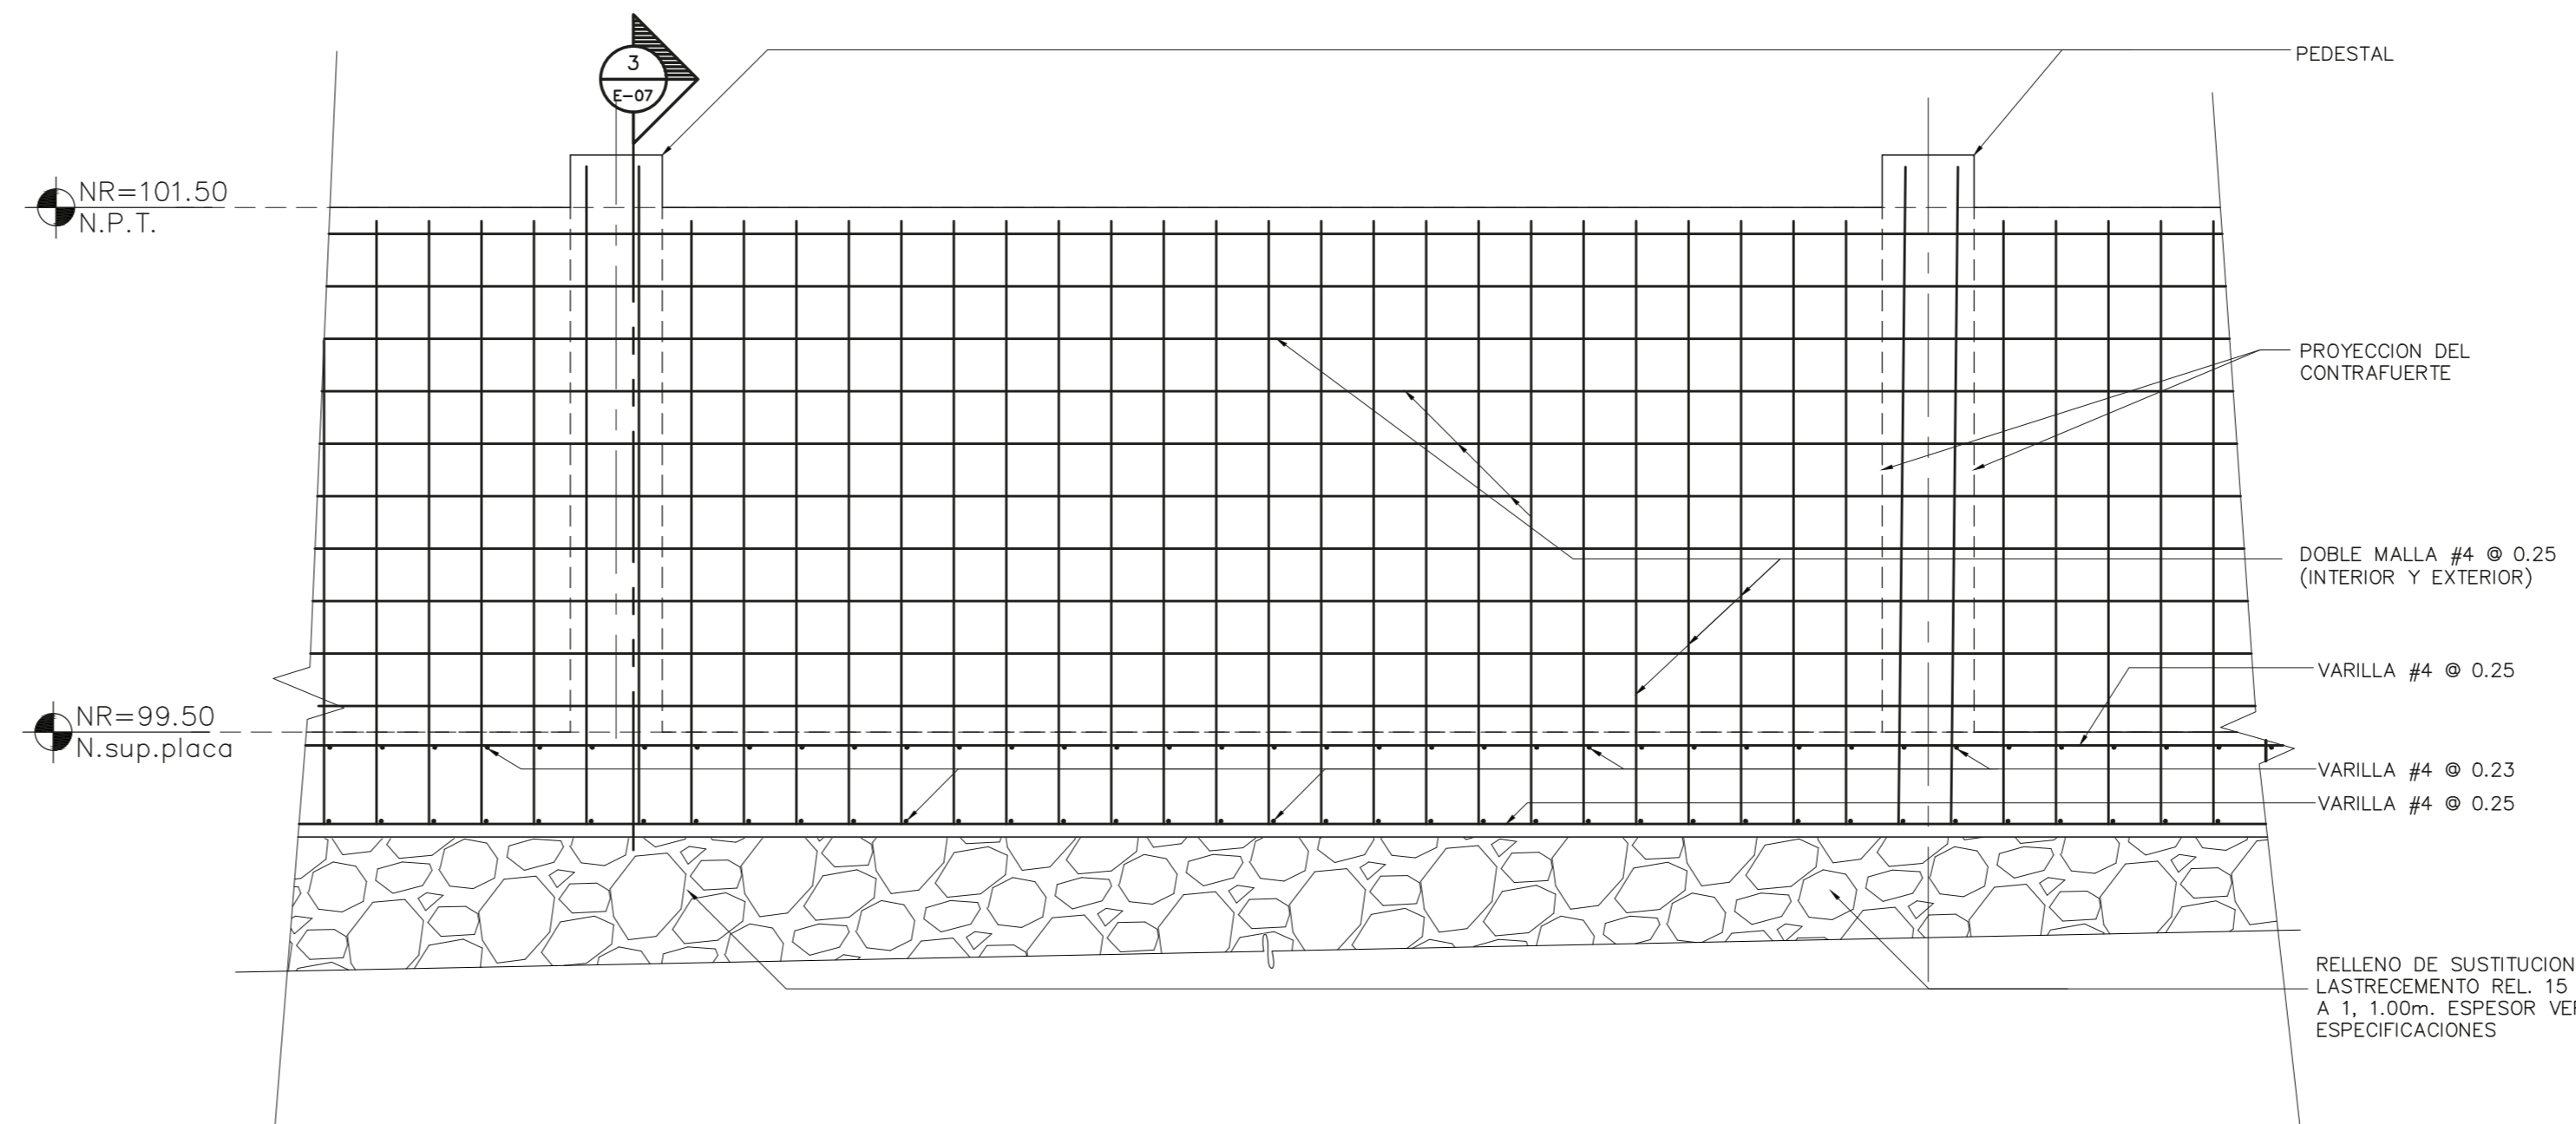 3
E-07
PEDESTAL
NR=101.50
N.P.T.
PROYECCION DEL
CONTRAFUERTE
DOBLE MALLA #4 @ 0.25
(INTERIOR Y EXTERIOR)
VARILLA #4 @ 0.25
NR=99.50
N.sup.placa
VARILLA #4 @ 0.23
VARILLA #4 @ 0.25
RELLENO DE SUSTITUCION
LASTRECEMENTO REL. 15
A 1, 1.00m. ESPESOR
ESPECIFICACIONES